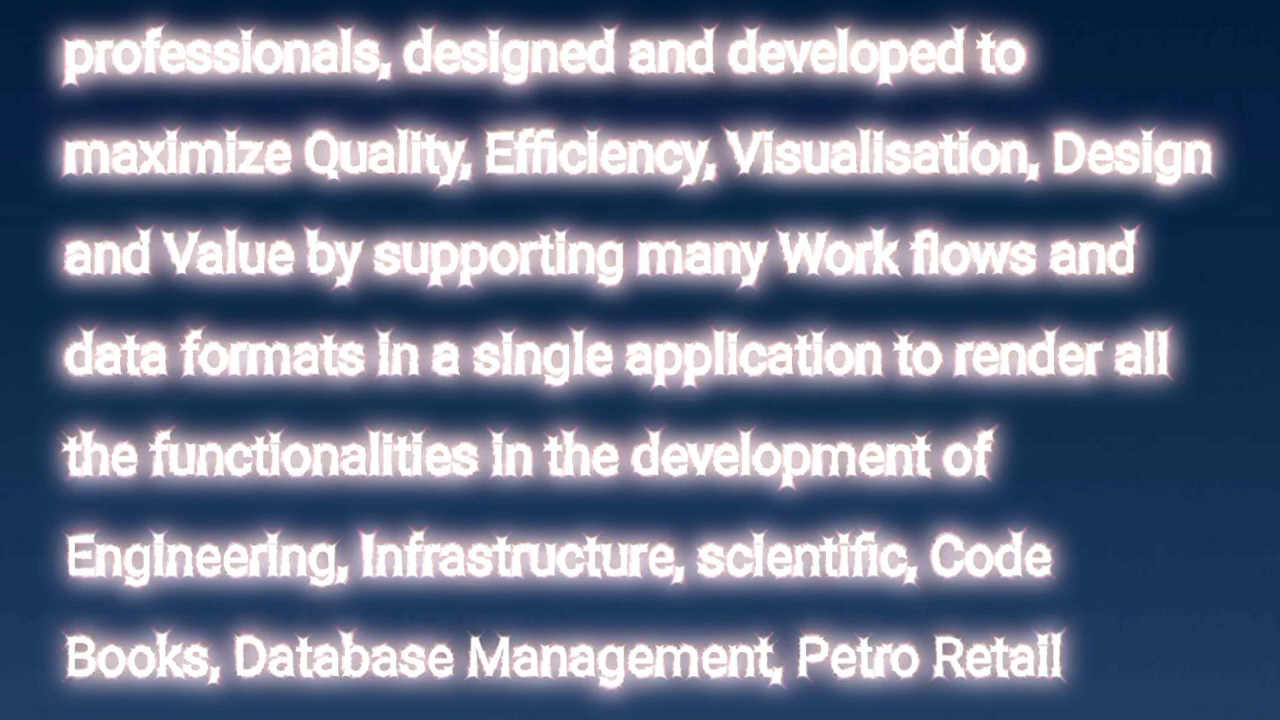 professionals, designed and developed to
maximize Quality, Efficiency, Visualisation, Design
and Value by supporting many Work flows and
data formats in a single application to render all
the functionalities in the development of
Engineering, Infrastructure, scientific, Code
Books, Database Management, Petro Retail